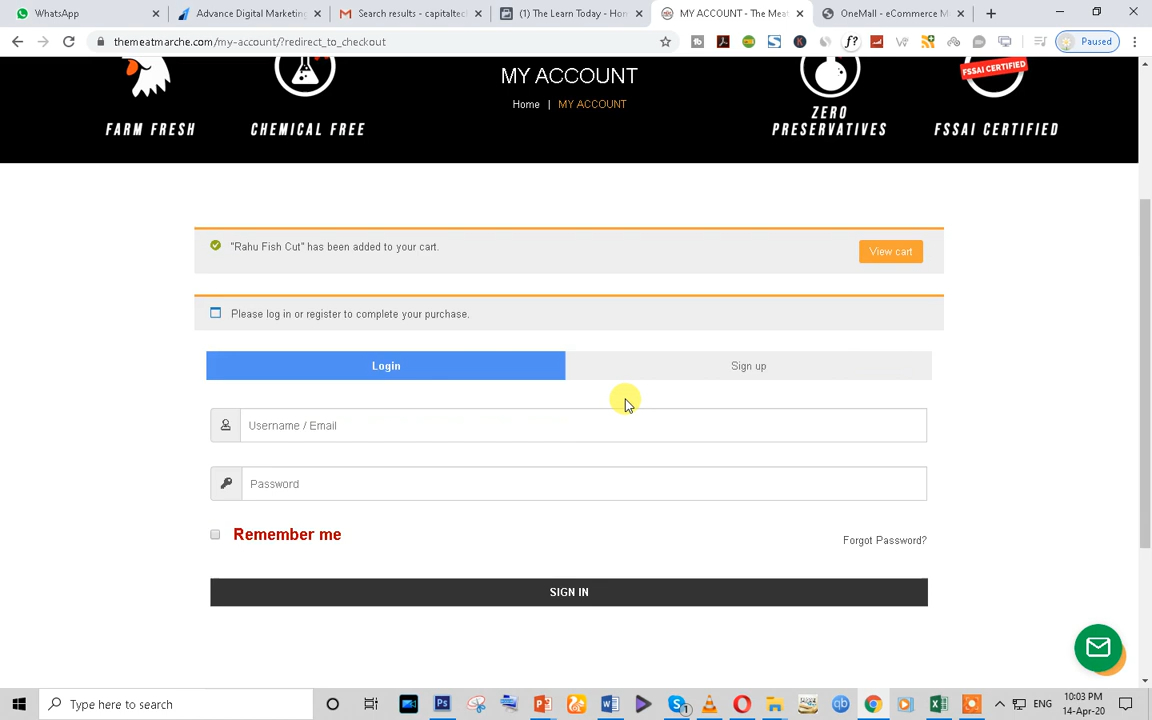 WhatsApp
Advance Digital Marketing
Search results - capitaltec
(1) The Learn Today - Hom
MY ACCOUNT - The Meat
OneMall - eCommerce M
themeatmarche.com/my-account/?redirect_to_checkout
Paused
MY ACCOUNT
Home | MY ACCOUNT
FARM FRESH
CHEMICAL FREE
ZERO
PRESERVATIVES
FSSAI CERTIFIED
FSSAI CERTIFIED
"Rahu Fish Cut" has been added to your cart.
View cart
Please log in or register to complete your purchase.
Login
Sign up
Username / Email
Password
Remember me
Forgot Password?
SIGN IN
Type here to search
ENG
10:03 PM
14-Apr-20